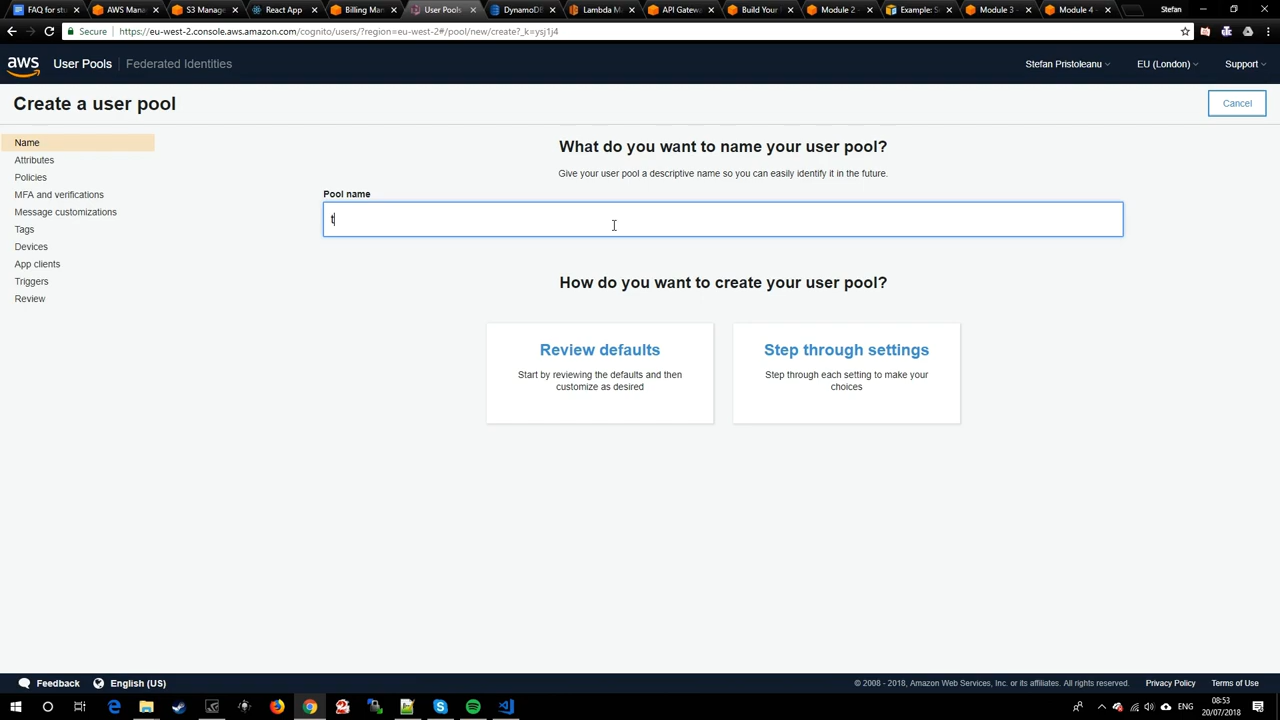 FAQ for stu
AWS Mana
S3 Manage
React App
Billing Man
User Pools
DynamoDB
Lambda M
API Gatew
Build Your
Module 2
Example: S
Module 3 -
Module 4 -
Stefan
Secure
https://eu-west-2.console.aws.amazon.com/cognito/users/?region=eu-west-2#/pool/new/create?_k=ysj1j4
aws
User Pools
Federated Identities
Stefan Pristoleanu
EU (London)
Support
Create a user pool
Cancel
Name
Attributes
Policies
MFA and verifications
Message customizations
Tags
Devices
App clients
Triggers
Review
What do you want to name your user pool?
Give your user pool a descriptive name so you can easily identify it in the future.
Pool name
t
How do you want to create your user pool?
Review defaults
Start by reviewing the defaults and then
customize as desired
Step through settings
Step through each setting to make your
choices
Feedback
English (US)
© 2008 - 2018, Amazon Web Services, Inc. or its affiliates. All rights reserved.
Privacy Policy
Terms of Use
ENG
08:53
20/07/2018